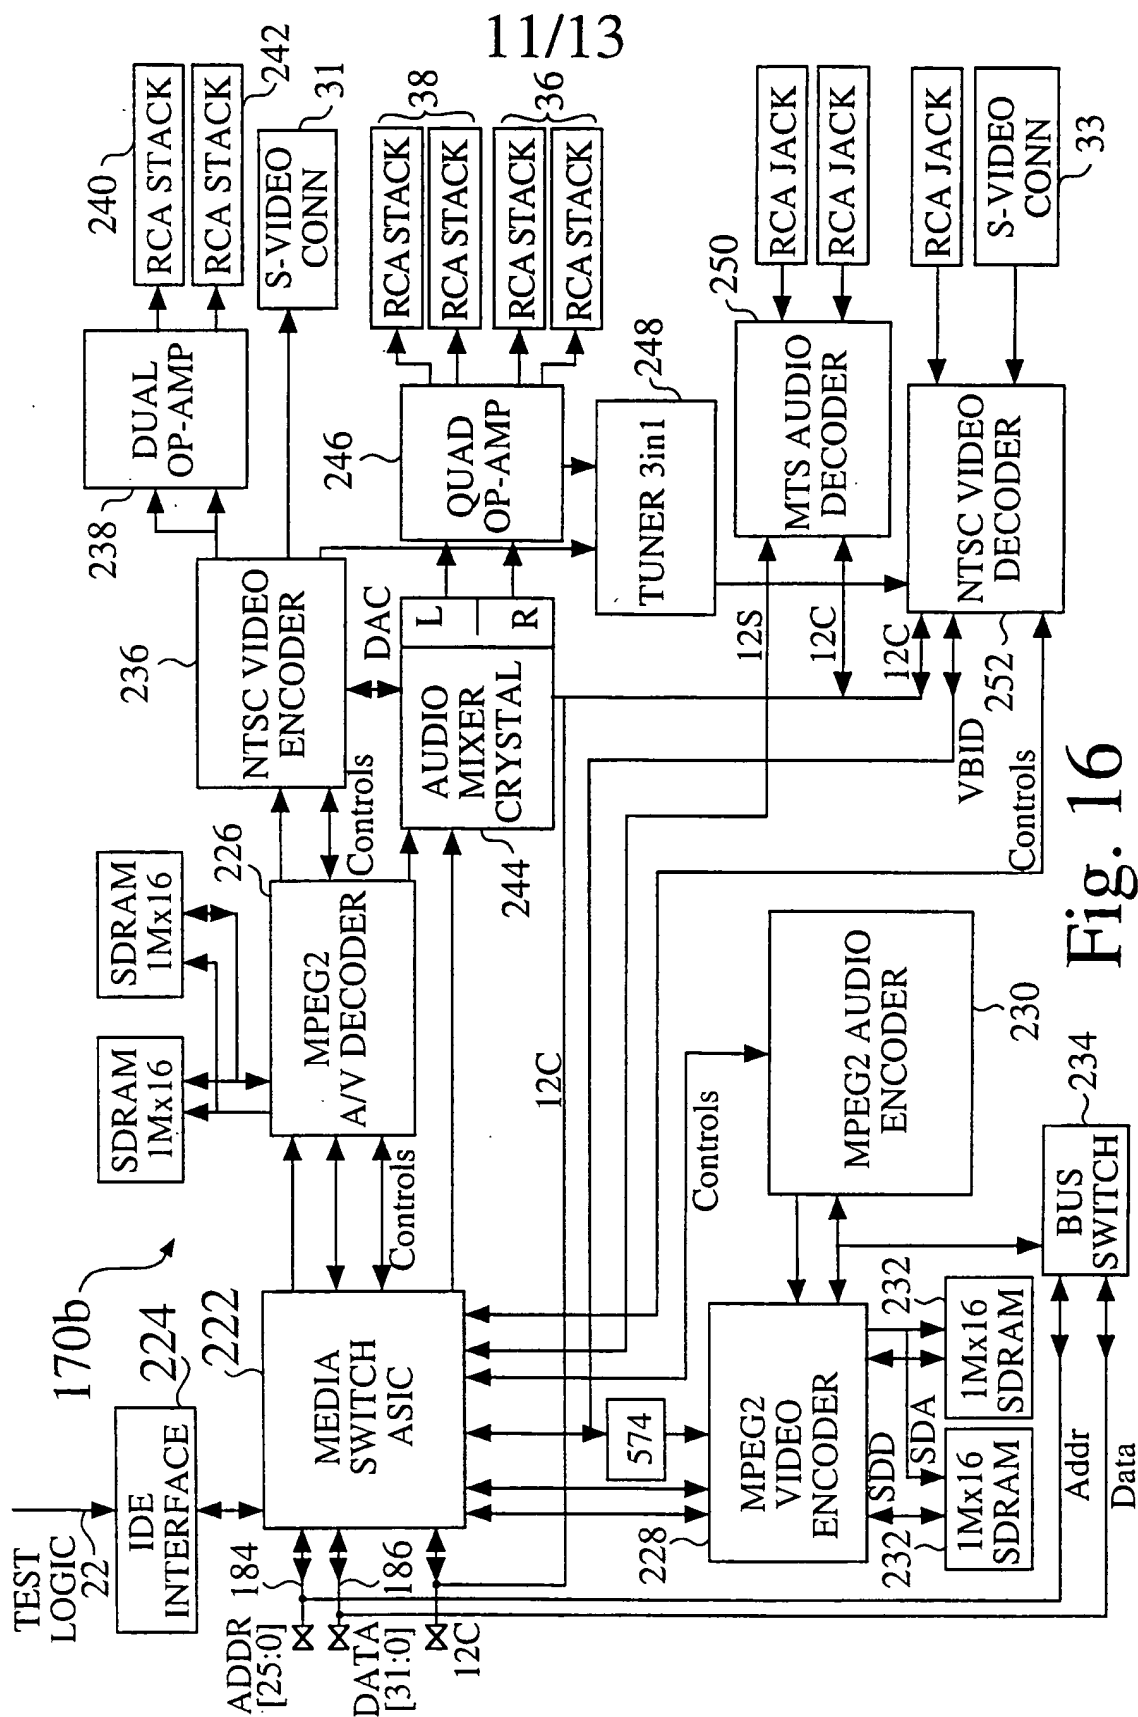 11/13
TEST
LOGIC
22
IDE
INTERFACE
224
170b
ADDR
[25:0]
184
DATA
[31:0]
186
12C
222
MEDIA
SWITCH
ASIC
Controls
SDRAM
1Mx16
SDRAM
1Mx16
226
MPEG2
A/V DECODER
Controls
236
NTSC VIDEO
ENCODER
DAC
238
DUAL
OP-AMP
240
RCA STACK
RCA STACK
242
S-VIDEO
CONN
31
244
AUDIO
MIXER
CRYSTAL
L
R
246
QUAD
OP-AMP
RCA STACK
RCA STACK
38
RCA STACK
RCA STACK
36
TUNER 3in1
248
12C
12S
12C
250
MTS AUDIO
DECODER
RCA JACK
RCA JACK
12C
VBID
252
Controls
NTSC VIDEO
DECODER
RCA JACK
S-VIDEO
CONN
33
574
228
MPEG2
VIDEO
ENCODER
Controls
MPEG2 AUDIO
ENCODER
230
SDD
SDA
232
1Mx16
SDRAM
232
1Mx16
SDRAM
BUS
SWITCH
234
Addr
Data
Fig. 16